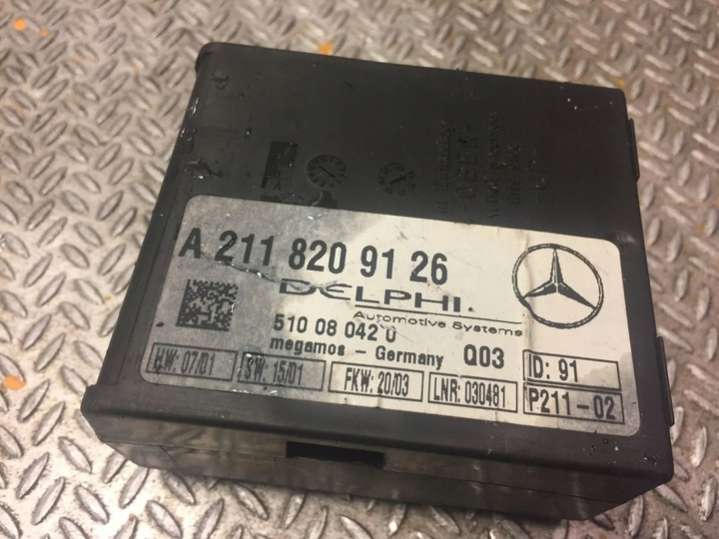 A 211 820 91 26
DELPHI
Automotive Systems
51 08 042 0
megamos - Germany Q03 ID: 91
HW: 07/01 SW: 15/01 FKW: 20/03 LNR: 030481 P211-02